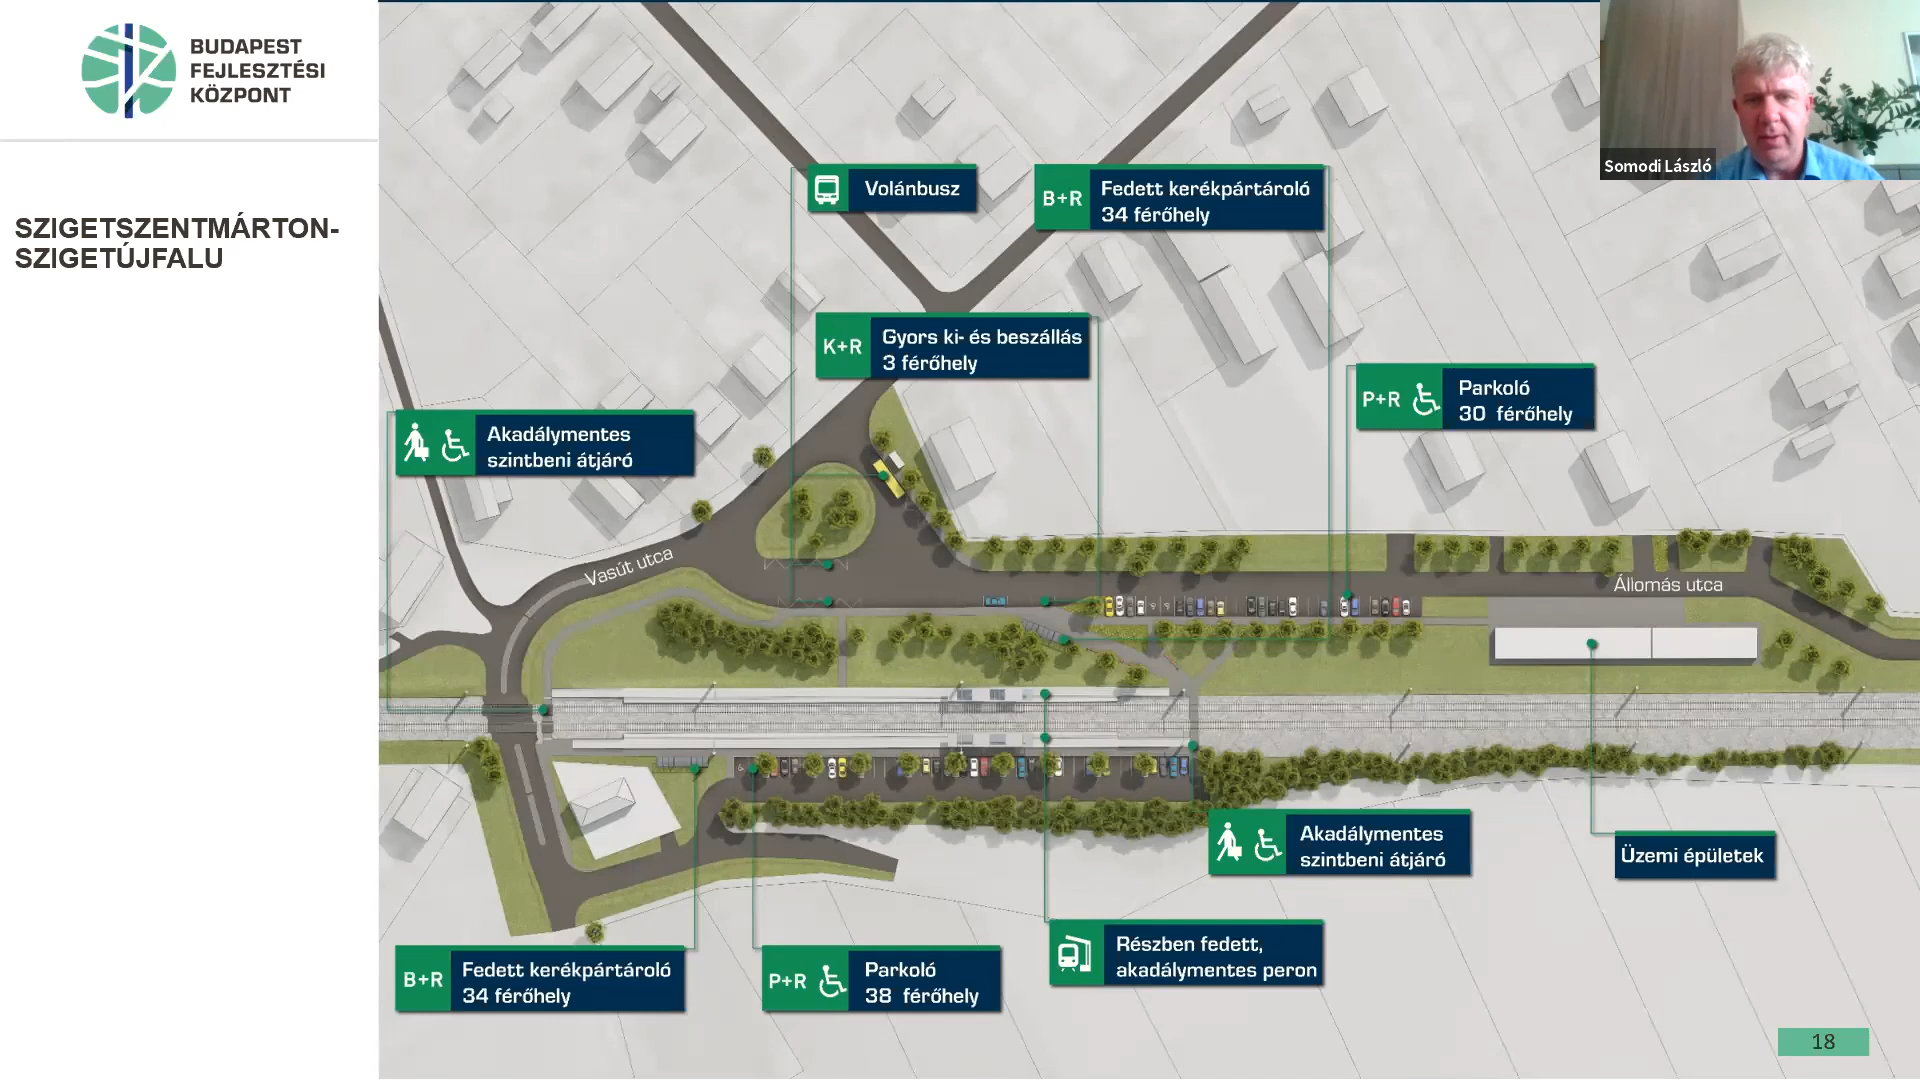 BUDAPEST
FEJLESZTÉSI
KÖZPONT
SZIGETSZENTMÁRTON-
SZIGETÚJFALU
Somodi László
Volánbusz
B+R
Fedett kerékpártároló
34 férőhely
K+R
Gyors ki- és beszállás
3 férőhely
P+R
Parkoló
30 férőhely
Akadálymentes
szintbeni átjáró
Vasút utca
Állomás utca
Akadálymentes
szintbeni átjáró
Üzemi épületek
Részben fedett,
akadálymentes peron
B+R
Fedett kerékpártároló
34 férőhely
P+R
Parkoló
38 férőhely
18